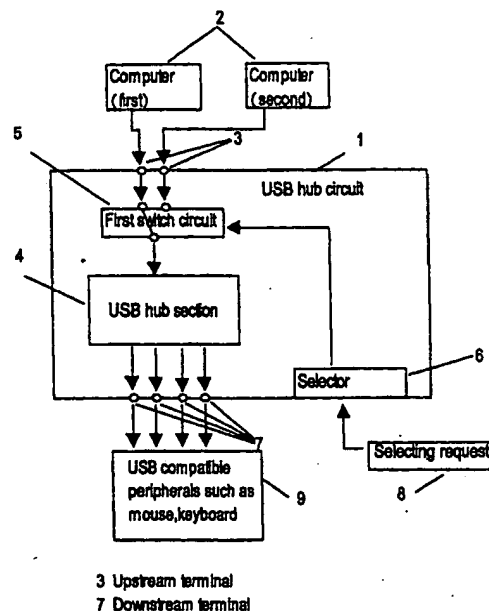 2
Computer
(first)
Computer
(second)
5
3
1
USB hub circuit
First switch circuit
4
USB hub section
6
Selector
7
Selecting request
8
USB compatible
peripherals such as
mouse,keyboard
9
3 Upstream terminal
7 Downstream terminal